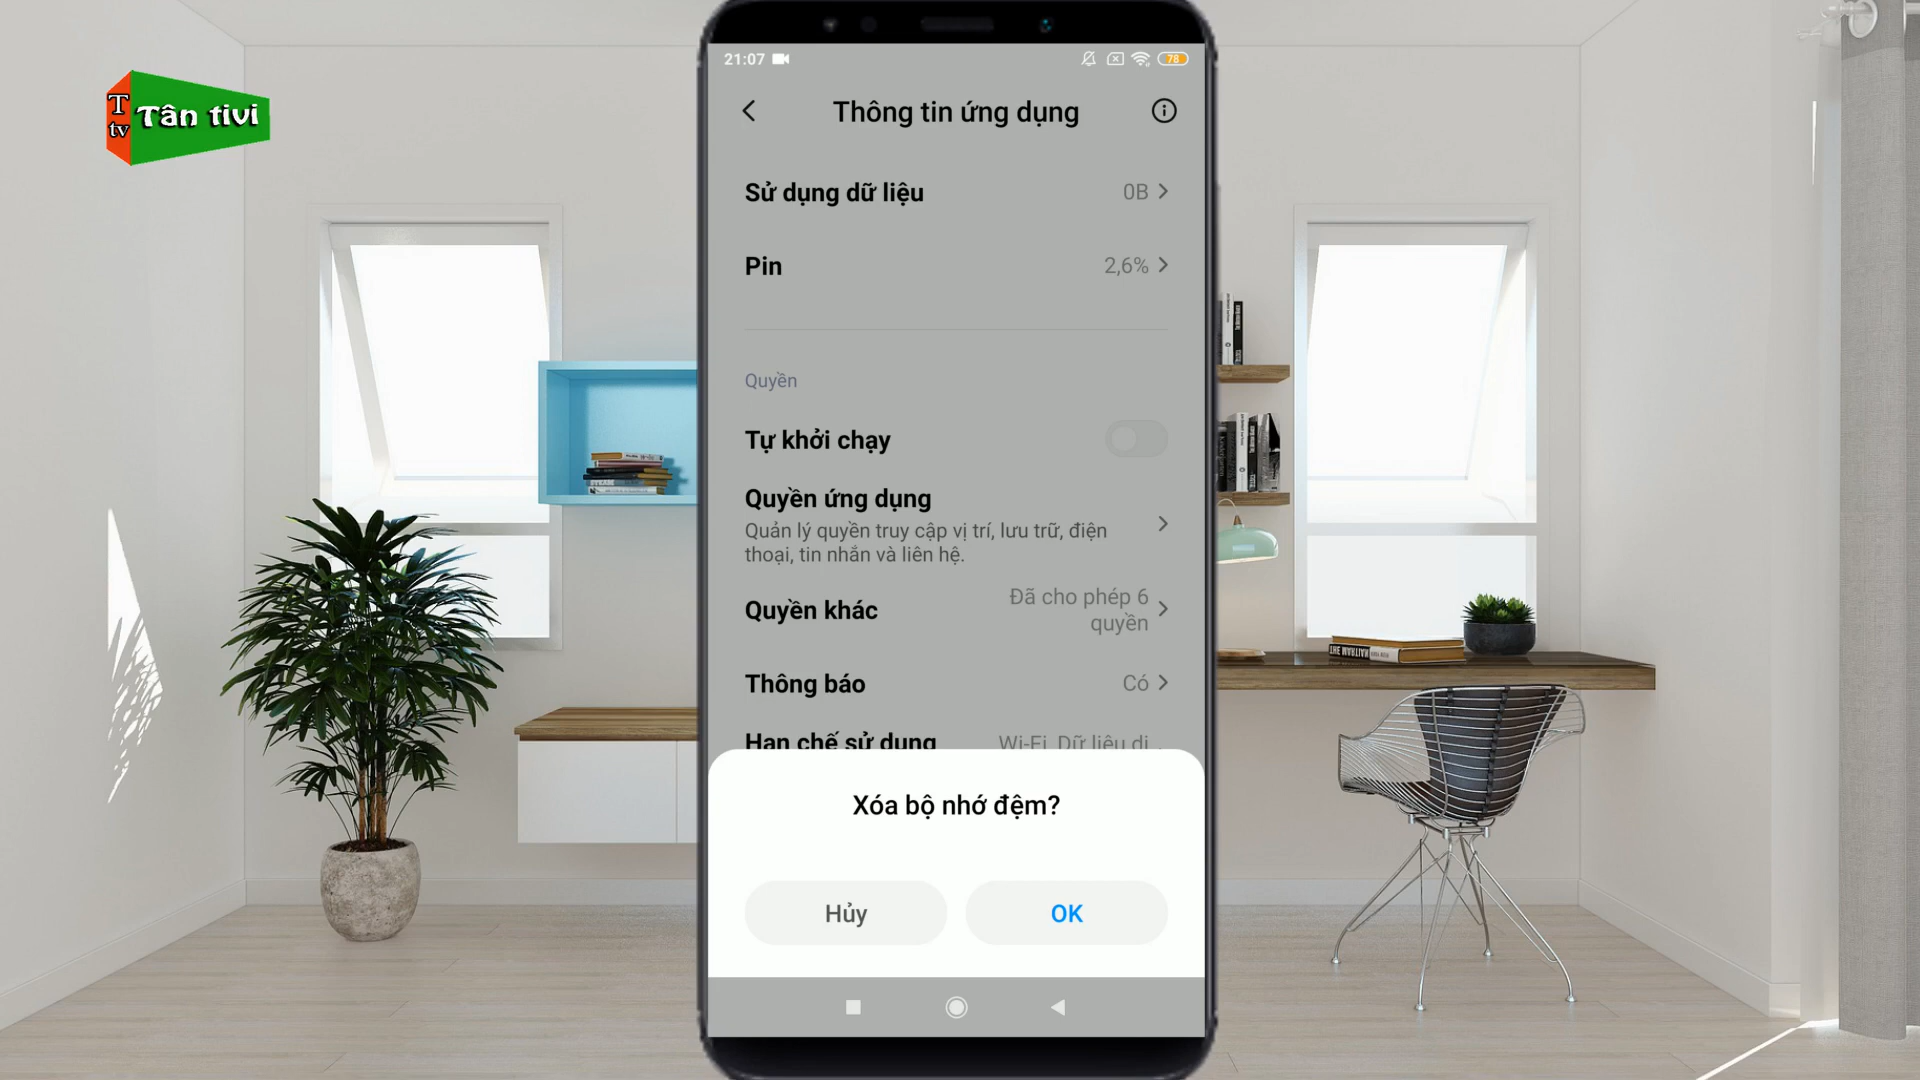 T
tv
Tân tivi
21:07
78
Thông tin ứng dụng
Sử dụng dữ liệu
0B
Pin
2,6%
Quyền
Tự khởi chạy
Quyền ứng dụng
Quản lý quyền truy cập vị trí, lưu trữ, điện
thoại, tin nhắn và liên hệ.
Quyền khác
Đã cho phép 6
quyền
Thông báo
Có
Hạn chế sử dụng
Wi-Fi, Dữ liệu di
Xóa bộ nhớ đệm?
Hủy
OK